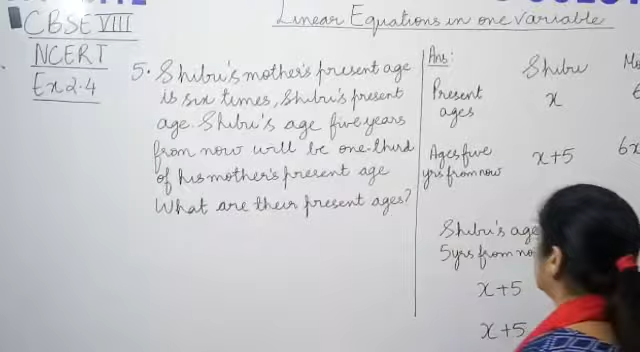 Linear Equations in one variable
CBSE VIII
NCERT
Ex 2.4
5. Shibu's mother's present age
is six times, Shibu's present
age. Shibu's age five years
from now will be one-third
of his mother's present age
What are their present ages?
Ans:
Shibu
Present
ages
x
Ages five
yrs from now
x+5
6x
Shibu's age
5yrs from no
x+5
x+5